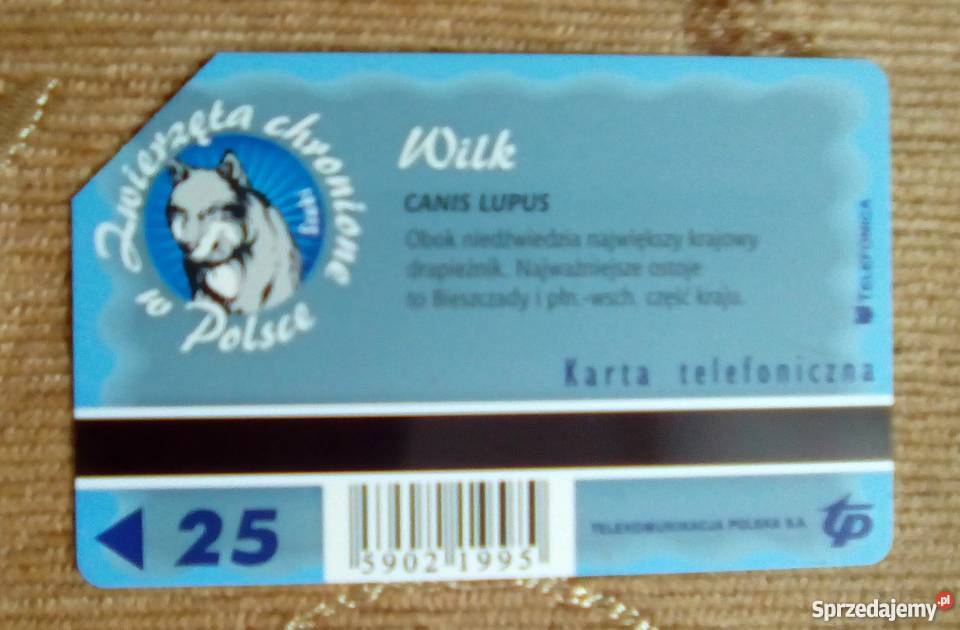 Zwierzęta chronione
w Polsce
Wilk
CANIS LUPUS
Obok niedźwiedzia największy krajowy
drapieżnik. Najważniejsze ostoje
to Bieszczady i płn.-wsch. część kraju.
TELEFONICA
Karta telefoniczna
25
5902 1995
TELEKOMUNIKACJA POLSKA S.A.
tp
Sprzedajemy.pl